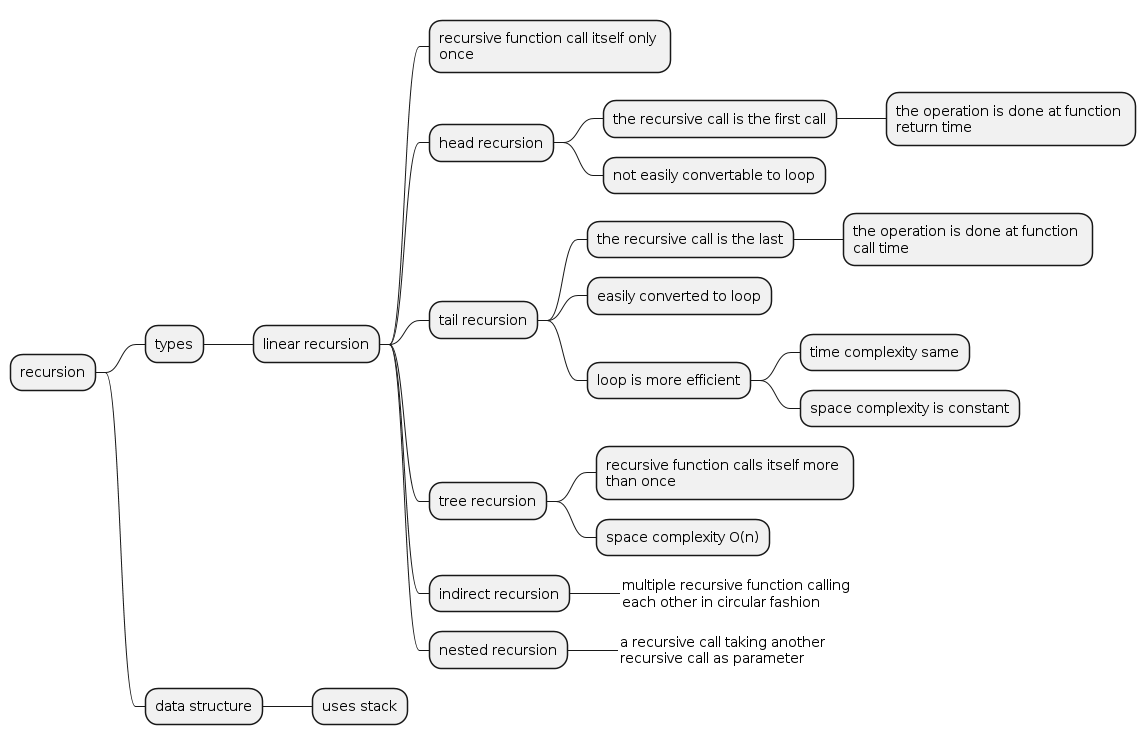 recursive function call itself only
once
the recursive call is the first call
the operation is done at function
return time
head recursion
not easily convertable to loop
the recursive call is the last
the operation is done at function
call time
easily converted to loop
tail recursion
time complexity same
loop is more efficient
space complexity is constant
recursion
types
linear recursion
recursive function calls itself more
than once
tree recursion
space complexity O(n)
indirect recursion
multiple recursive function calling
each other in circular fashion
nested recursion
a recursive call taking another
recursive call as parameter
data structure
uses stack